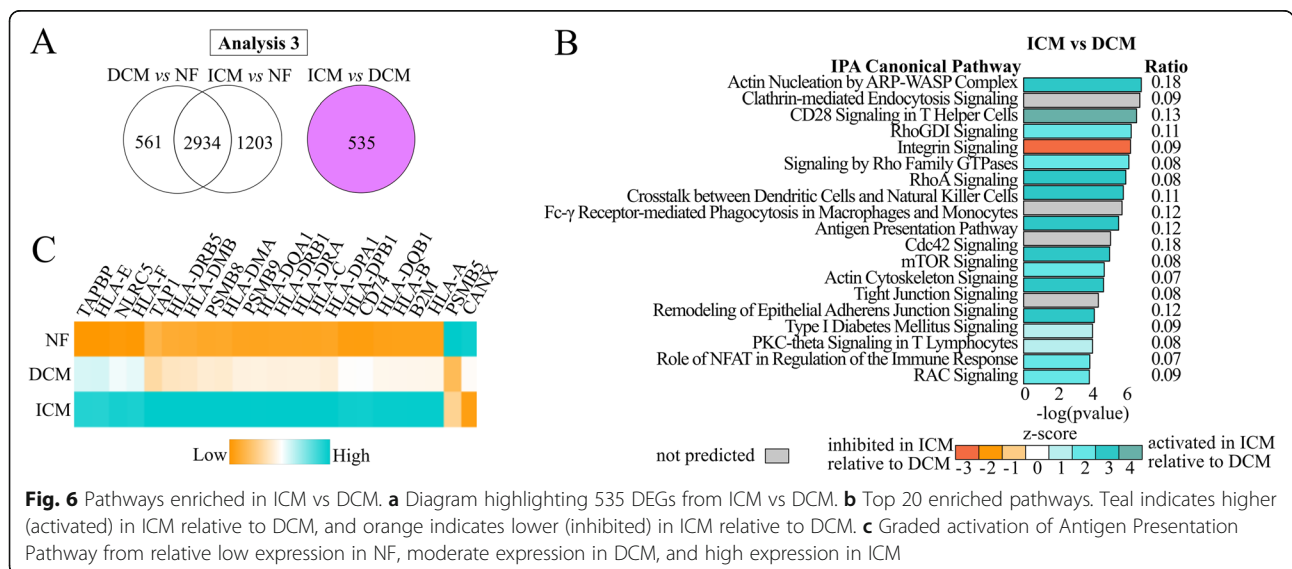 A
Analysis 3
DCM vs NF
ICM vs NF
ICM vs DCM
561
2934
1203
535
B
ICM vs DCM
IPA Canonical Pathway
Ratio
Actin Nucleation by ARP-WASP Complex 0.18
Clathrin-mediated Endocytosis Signaling 0.09
CD28 Signaling in T Helper Cells 0.13
RhoGDI Signaling 0.11
Integrin Signaling 0.09
Signaling by Rho Family GTPases 0.08
RhoA Signaling 0.08
Crosstalk between Dendritic Cells and Natural Killer Cells 0.11
Fc-γ Receptor-mediated Phagocytosis in Macrophages and Monocytes 0.12
Antigen Presentation Pathway 0.12
Cdc42 Signaling 0.18
mTOR Signaling 0.08
Actin Cytoskeleton Signaing 0.07
Tight Junction Signaling 0.08
Remodeling of Epithelial Adherens Junction Signaling 0.12
Type I Diabetes Mellitus Signaling 0.09
PKC-theta Signaling in T Lymphocytes 0.08
Role of NFAT in Regulation of the Immune Response 0.07
RAC Signaling 0.09
0 2 4 6
-log(pvalue)
z-score
not predicted
inhibited in ICM
relative to DCM
-3 -2 -1 0 1 2 3 4
activated in ICM
relative to DCM
C
TAPBP
HLA-E
NLRC5
HLA-F
TAP1
HLA-DRB5
HLA-DMB
PSMB8
HLA-DMA
PSMB9
HLA-DQA1
HLA-DRB1
HLA-DRA
HLA-C
HLA-DPA1
HLA-DPB1
CD74
HLA-DQB1
HLA-B
B2M
HLA-A
PSMB5
CANX
NF
DCM
ICM
Low
High
Fig. 6 Pathways enriched in ICM vs DCM. a Diagram highlighting 535 DEGs from ICM vs DCM. b Top 20 enriched pathways. Teal indicates higher
(activated) in ICM relative to DCM, and orange indicates lower (inhibited) in ICM relative to DCM. c Graded activation of Antigen Presentation
Pathway from relative low expression in NF, moderate expression in DCM, and high expression in ICM